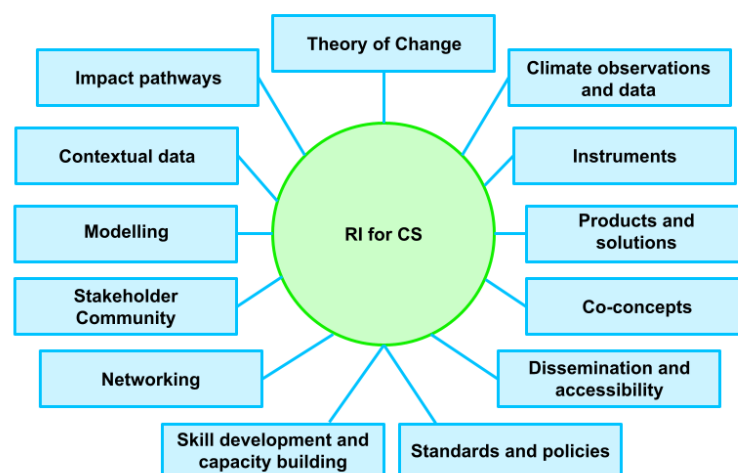 Theory of Change
Impact pathways
Climate observations
and data
Contextual data
Instruments
Modelling
RI for CS
Products and
solutions
Stakeholder
Community
Co-concepts
Networking
Dissemination and
accessibility
Skill development and
capacity building
Standards and policies